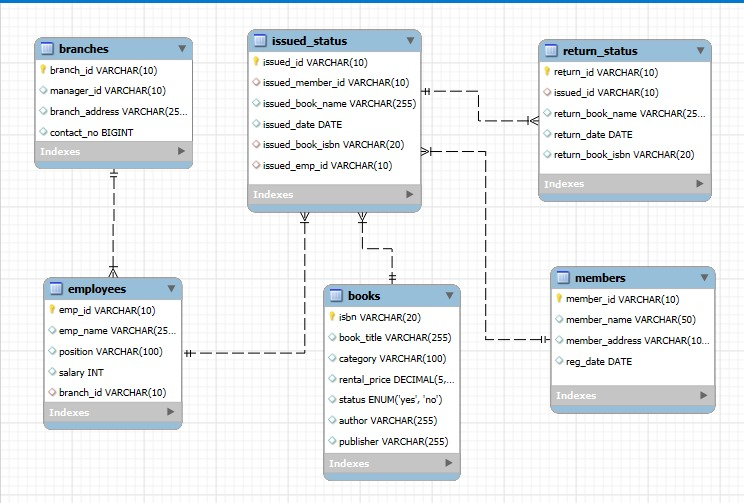 branches
branch_id VARCHAR(10)
manager_id VARCHAR(10)
branch_address VARCHAR(25...
contact_no BIGINT
Indexes
issued_status
issued_id VARCHAR(10)
issued_member_id VARCHAR(10)
issued_book_name VARCHAR(255)
issued_date DATE
issued_book_isbn VARCHAR(20)
issued_emp_id VARCHAR(10)
Indexes
return_status
return_id VARCHAR(10)
issued_id VARCHAR(10)
return_book_name VARCHAR(25...
return_date DATE
return_book_isbn VARCHAR(20)
Indexes
employees
emp_id VARCHAR(10)
emp_name VARCHAR(25...
position VARCHAR(100)
salary INT
branch_id VARCHAR(10)
Indexes
books
isbn VARCHAR(20)
book_title VARCHAR(255)
category VARCHAR(100)
rental_price DECIMAL(5,...
status ENUM('yes', 'no')
author VARCHAR(255)
publisher VARCHAR(255)
Indexes
members
member_id VARCHAR(10)
member_name VARCHAR(50)
member_address VARCHAR(10...
reg_date DATE
Indexes